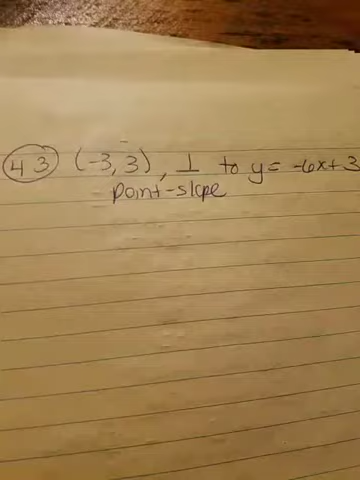 43 (-3, 3), ⊥ to y = -6x + 3
point-slope